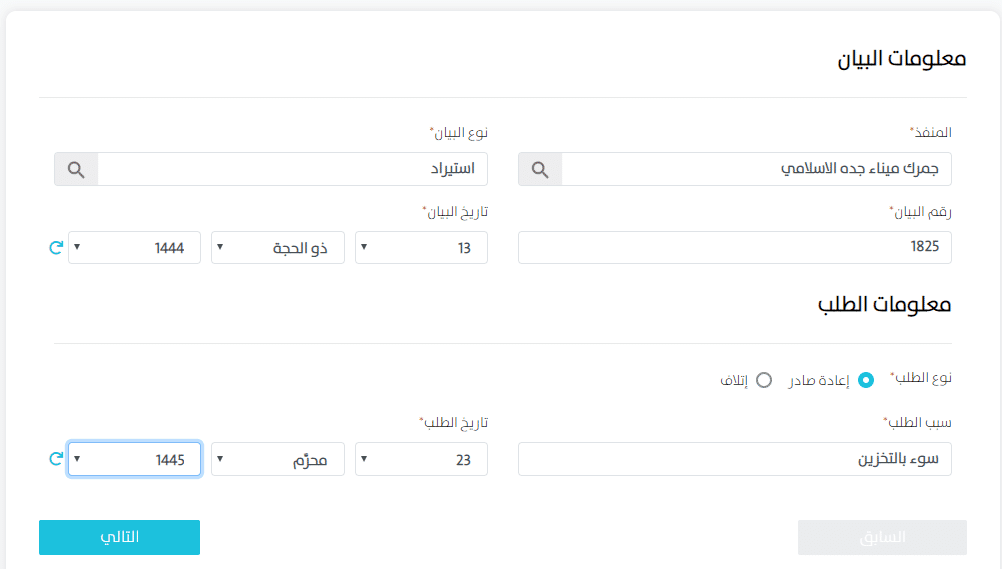 معلومات البيان
المنفذ*
نوع البيان*
جمرك ميناء جده الاسلامي
استيراد
رقم البيان*
تاريخ البيان*
1825
13 ذو الحجة 1444
معلومات الطلب
نوع الطلب* إعادة صادر إتلاف
سبب الطلب*
تاريخ الطلب*
سوء بالتخزين
23 محرَّم 1445
السابق
التالي